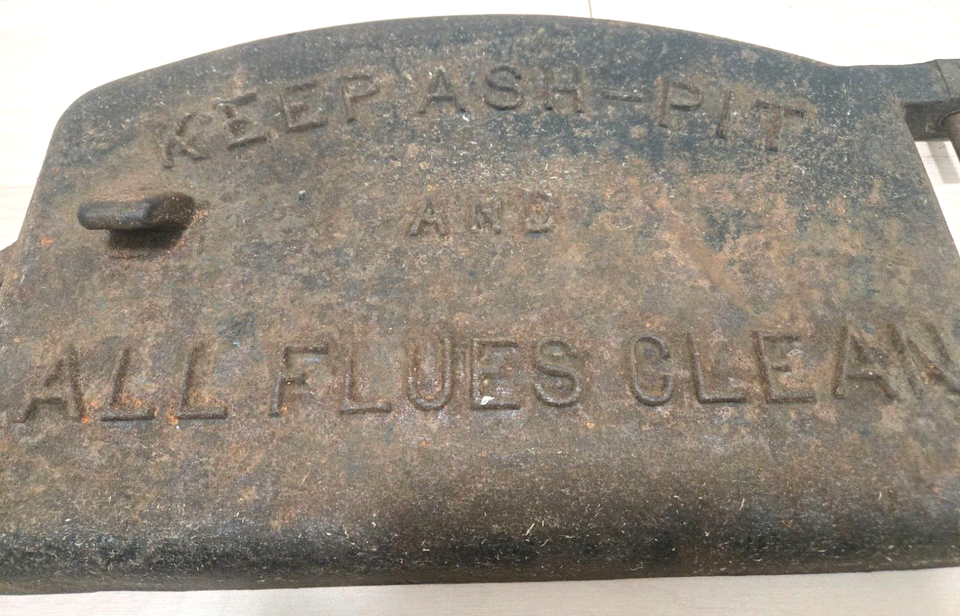 KEEP ASH-PIT
AND
ALL FLUES CLEAN